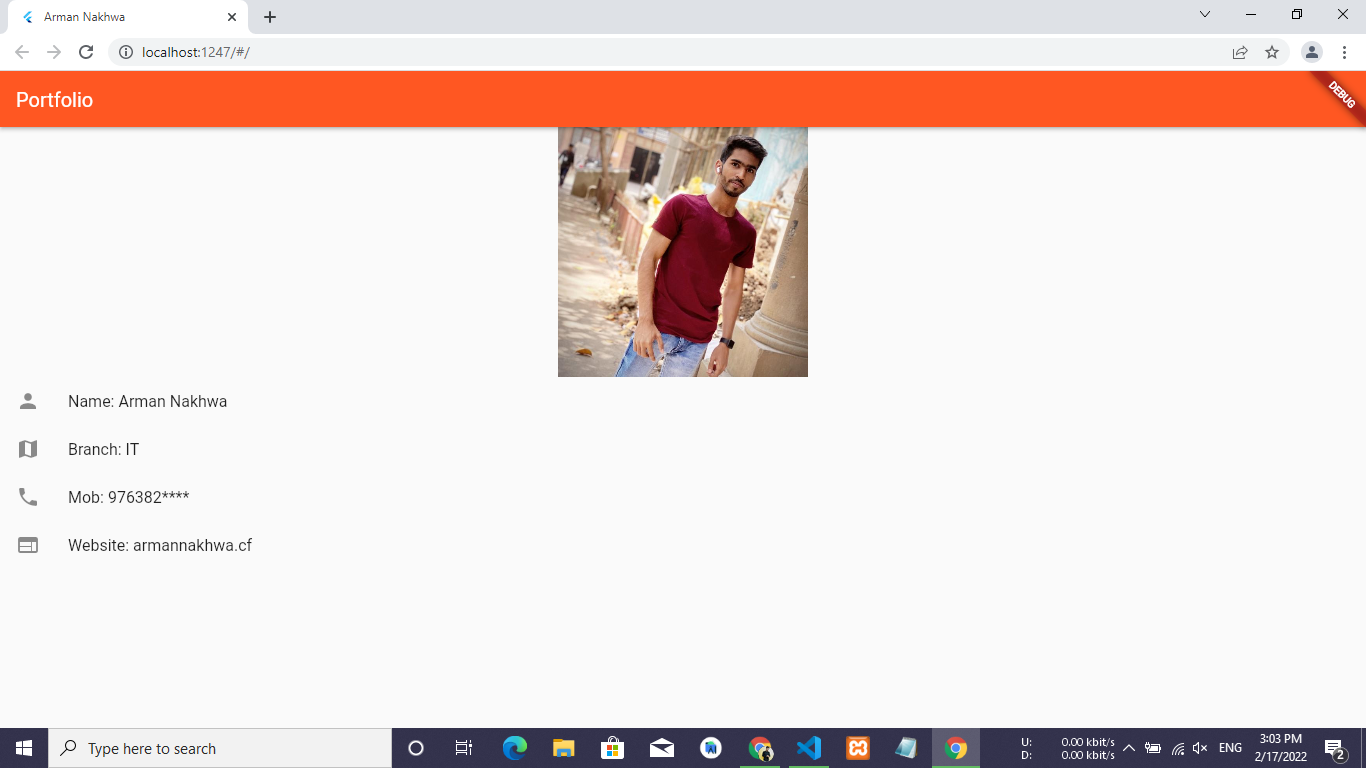 Arman Nakhwa
localhost:1247/#/
Portfolio
DEBUG
Name: Arman Nakhwa
Branch: IT
Mob: 976382****
Website: armannakhwa.cf
Type here to search
U: 0.00 kbit/s
D: 0.00 kbit/s
ENG
3:03 PM
2/17/2022
2